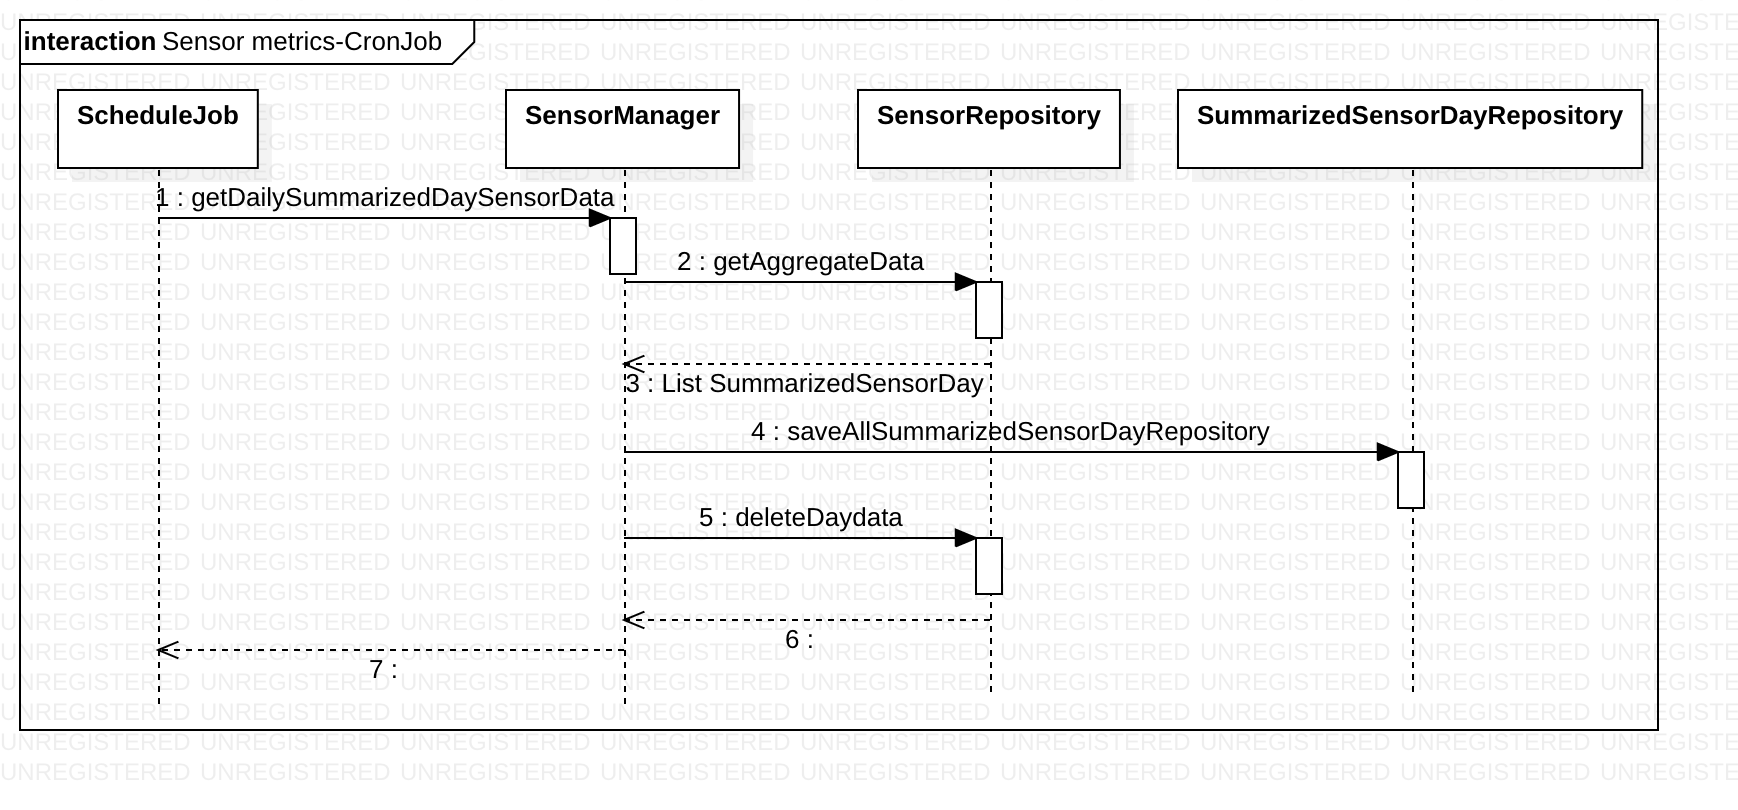 interaction Sensor metrics-CronJob
ScheduleJob
SensorManager
SensorRepository
SummarizedSensorDayRepository
1 : getDailySummarizedDaySensorData
2 : getAggregateData
3 : List SummarizedSensorDay
4 : saveAllSummarizedSensorDayRepository
5 : deleteDaydata
6 :
7 :
UNREGISTERED